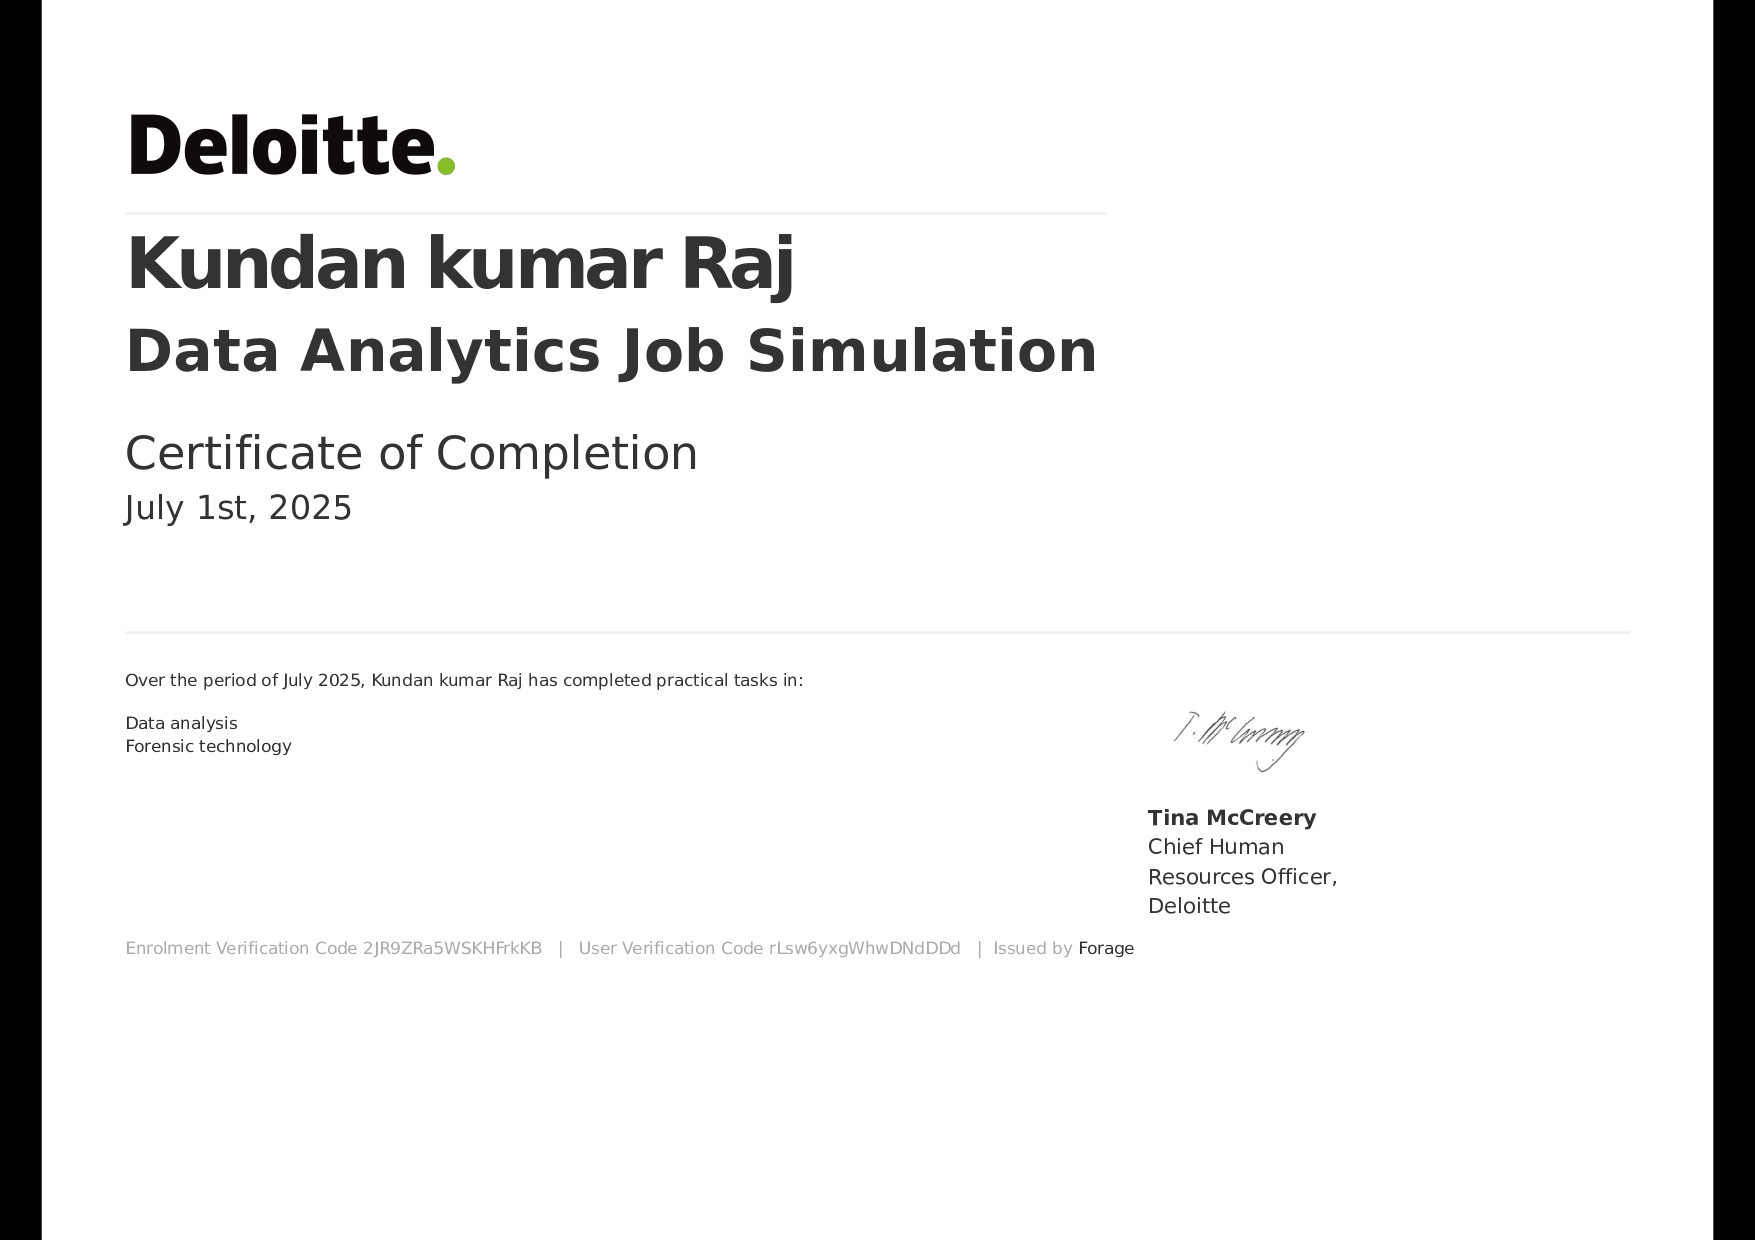 Deloitte.
Kundan kumar Raj
Data Analytics Job Simulation
Certificate of Completion
July 1st, 2025
Over the period of July 2025, Kundan kumar Raj has completed practical tasks in:
Data analysis
Forensic technology
T. McCreery
Tina McCreery
Chief Human
Resources Officer,
Deloitte
Enrolment Verification Code 2JR9ZRa5WSKHFrkKB | User Verification Code rLsw6yxgWhwDNdDDd | Issued by Forage